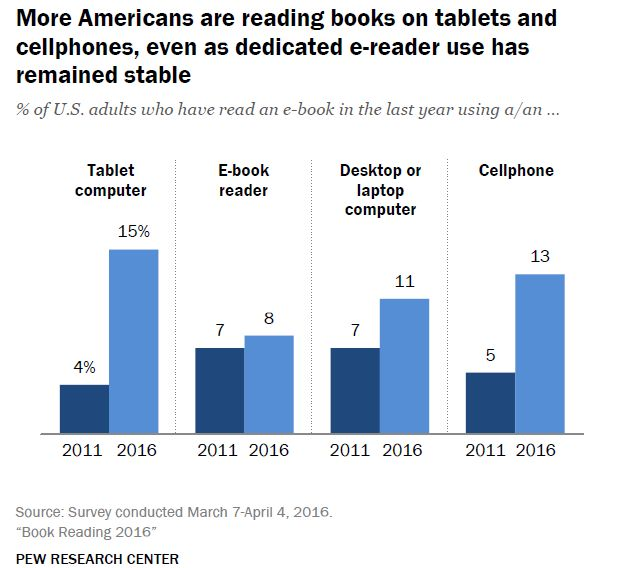 More Americans are reading books on tablets and
cellphones, even as dedicated e-reader use has
remained stable
% of U.S. adults who have read an e-book in the last year using a/an ...
Tablet
computer
E-book
reader
Desktop or
laptop
computer
Cellphone
4%
15%
7
8
7
11
5
13
2011 2016 2011 2016 2011 2016 2011 2016
Source: Survey conducted March 7-April 4, 2016.
“Book Reading 2016”
PEW RESEARCH CENTER